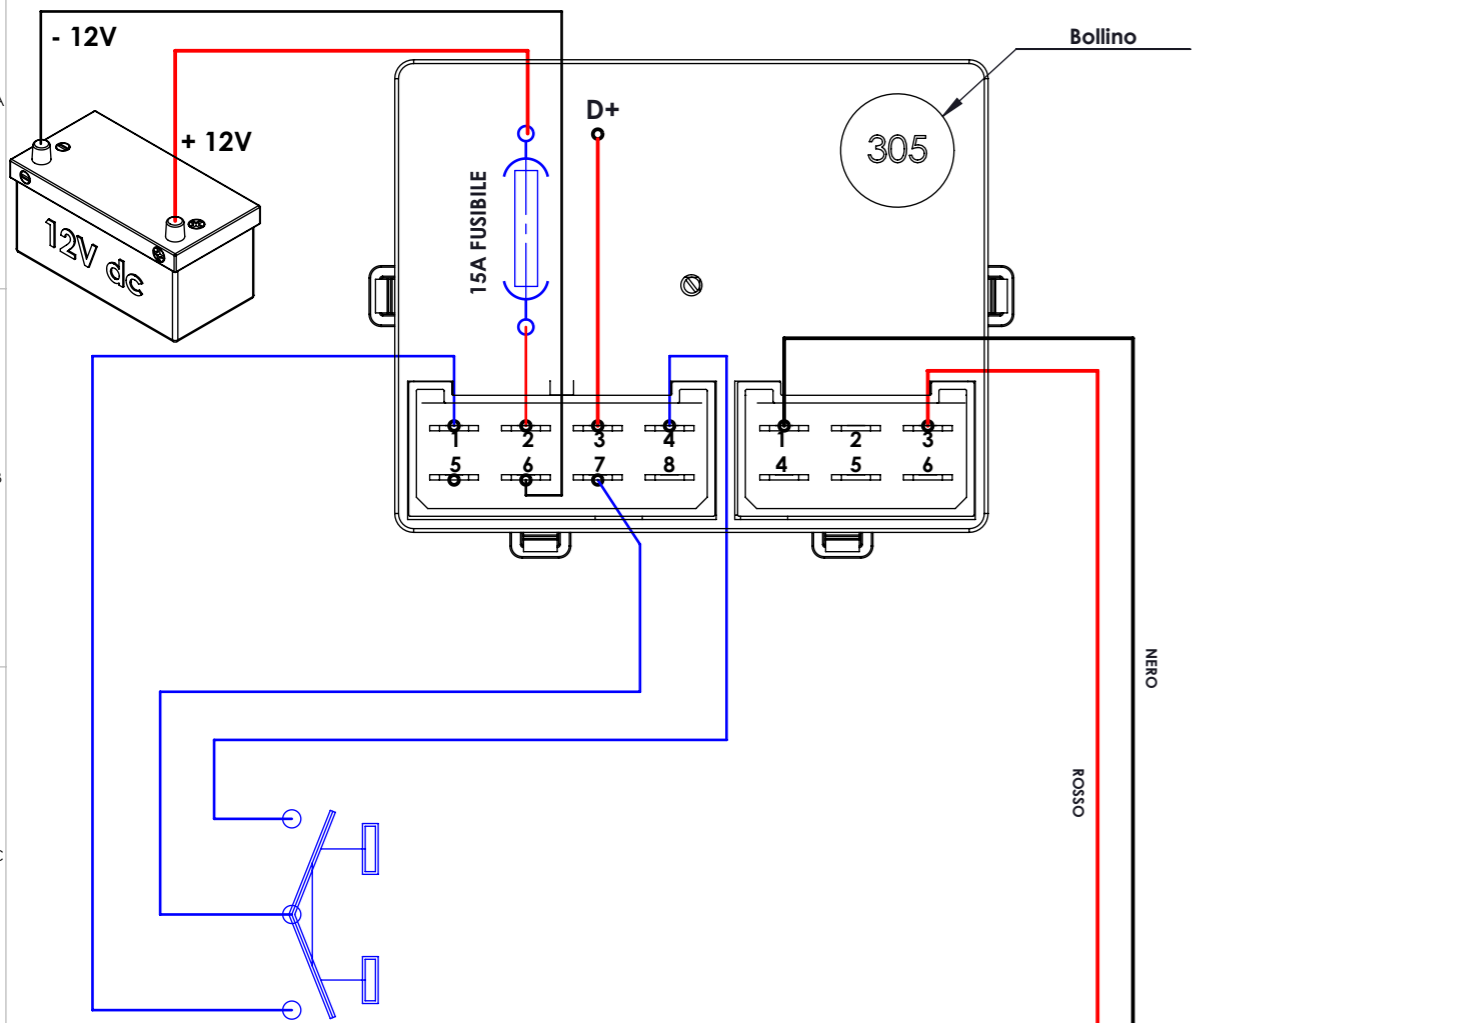 - 12V
Bollino
A
+ 12V
D+
305
12V dc
15A FUSIBILE
1 2 3 4
5 6 7 8
1 2 3
4 5 6
NERO
ROSSO
C